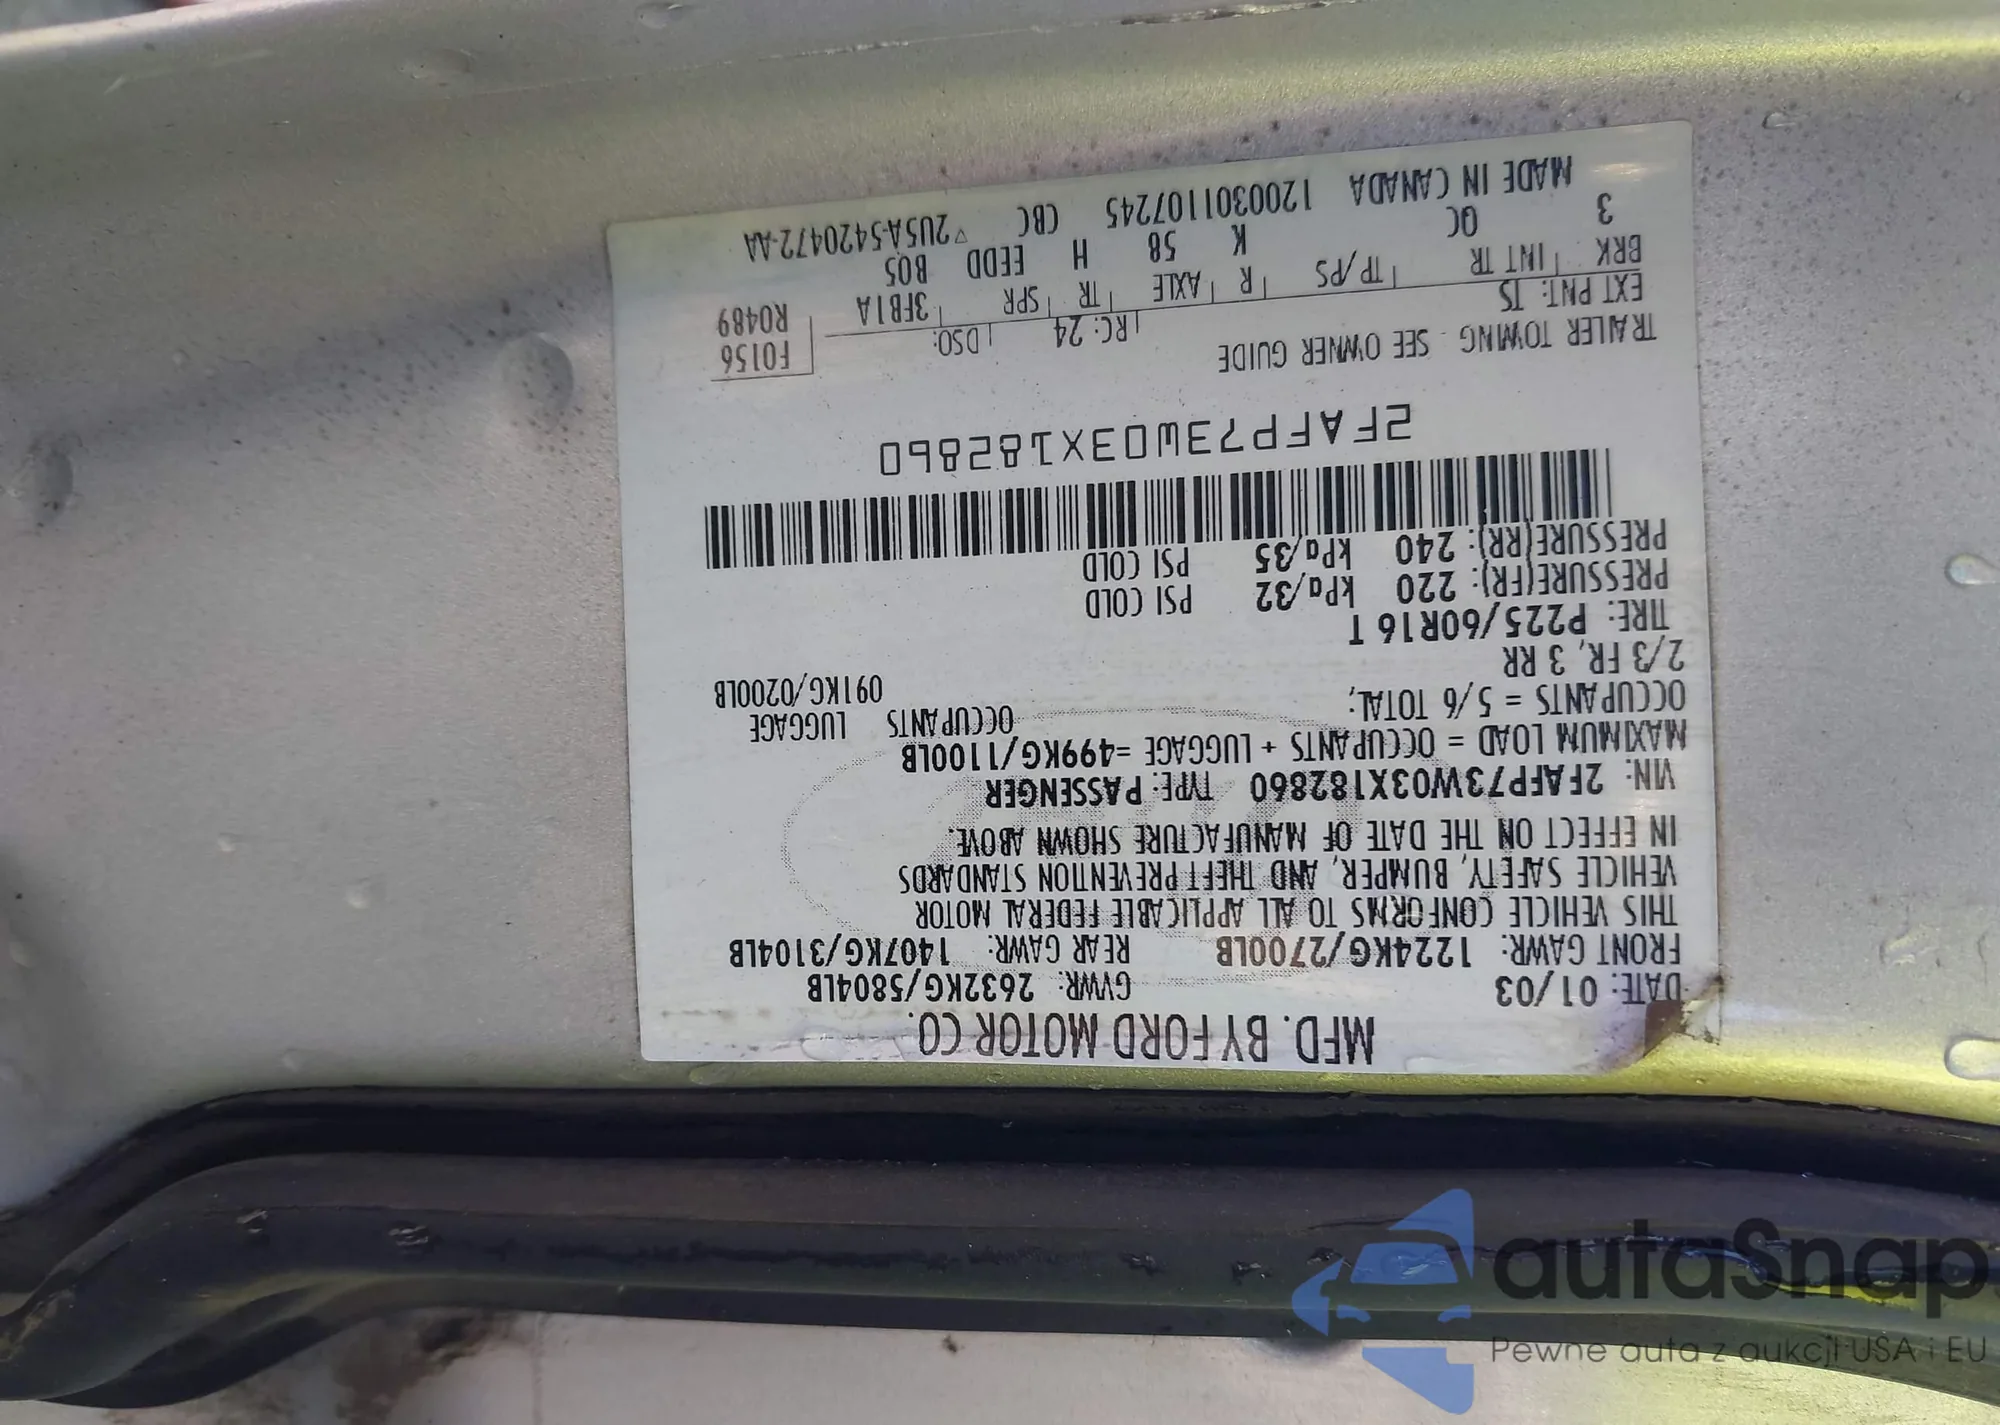 MFD. BY FORD MOTOR CO.
DATE: 01/03 GVWR: 2632KG/5804LB
FRONT GAWR: 1224KG/2700LB REAR GAWR: 1407KG/3104LB
THIS VEHICLE CONFORMS TO ALL APPLICABLE FEDERAL MOTOR
VEHICLE SAFETY, BUMPER, AND THEFT PREVENTION STANDARDS
IN EFFECT ON THE DATE OF MANUFACTURE SHOWN ABOVE.
VIN: 2FAFP73W03X182860 TYPE: PASSENGER
MAXIMUM LOAD = OCCUPANTS + LUGGAGE =499KG/1100LB
OCCUPANTS = 5/6 TOTAL; OCCUPANTS LUGGAGE
2/3 FR, 3 RR 091KG/0200LB
TIRE: P225/60R16 T
PRESSURE(FR): 220 kPa/32 PSI COLD
PRESSURE(RR): 240 kPa/35 PSI COLD
2FAFP73W03X182860
TRAILER TOWING - SEE OWNER GUIDE F0156
EXT PNT: TS RC: 24 DSO: R0489
BRK INT TR TP/PS R AXLE TR SPR 3FB1A
3 QC K 58 H EEDD B05
MADE IN CANADA 1200301107245 CBC ▽2U5A-5420472-AA
autaSnap.
Pewne auta z aukcji USA i EU